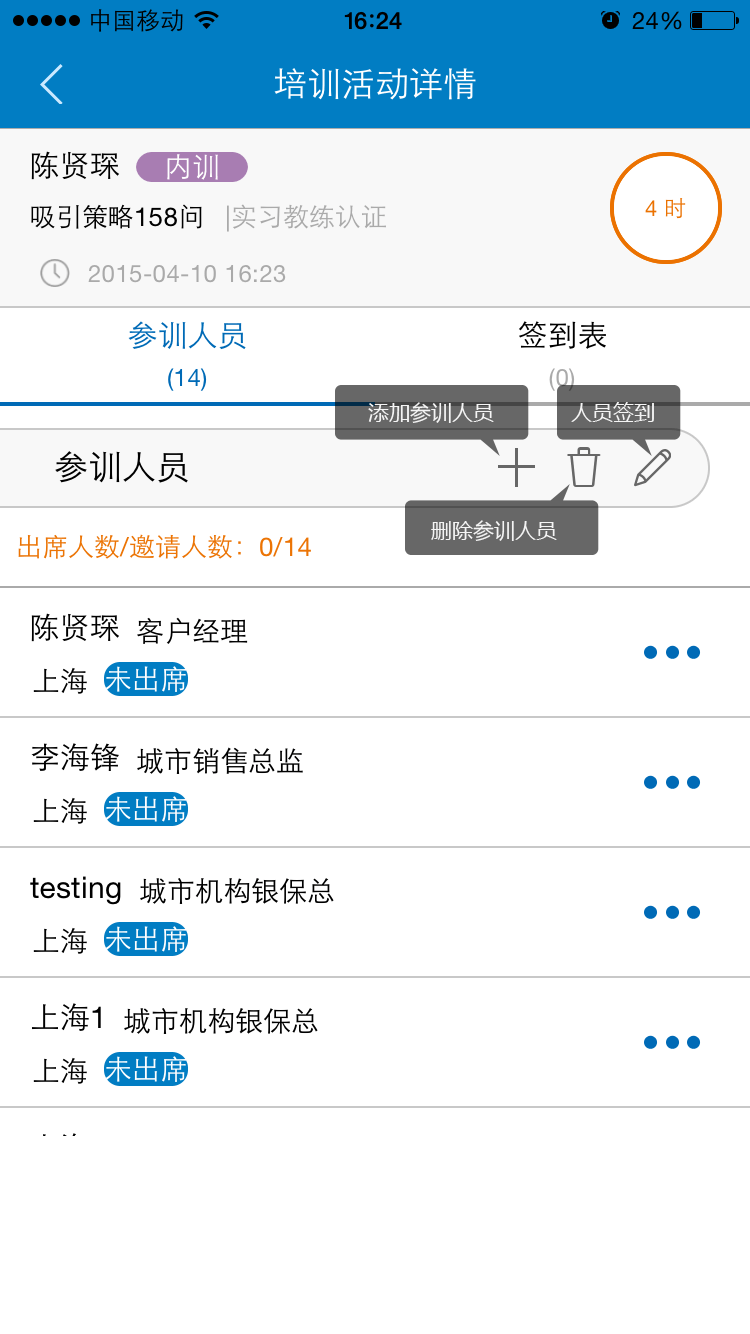 中国移动 16:24 24%
培训活动详情
陈贤琛 内训
吸引策略158问 |实习教练认证
4 时
2015-04-10 16:23
参训人员 签到表
(14) (0)
添加参训人员 人员签到
参训人员
删除参训人员
出席人数/邀请人数：0/14
陈贤琛 客户经理
上海 未出席
李海锋 城市销售总监
上海 未出席
testing 城市机构银保总
上海 未出席
上海1 城市机构银保总
上海 未出席